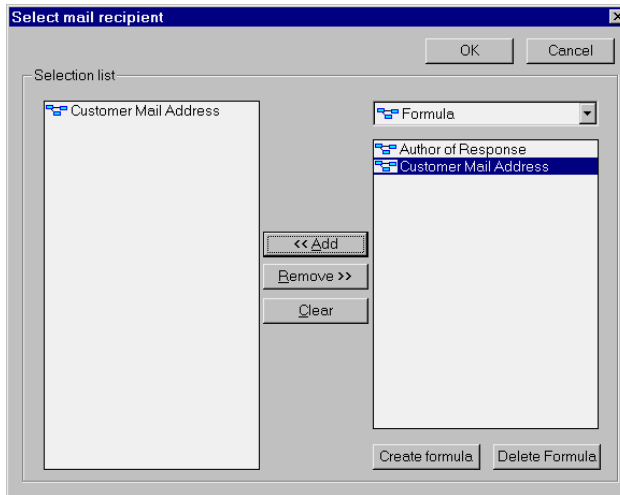 Select mail recipient
OK
Cancel
Selection list
Customer Mail Address
Formula
Author of Response
Customer Mail Address
<< Add
Remove >>
Clear
Create formula
Delete Formula